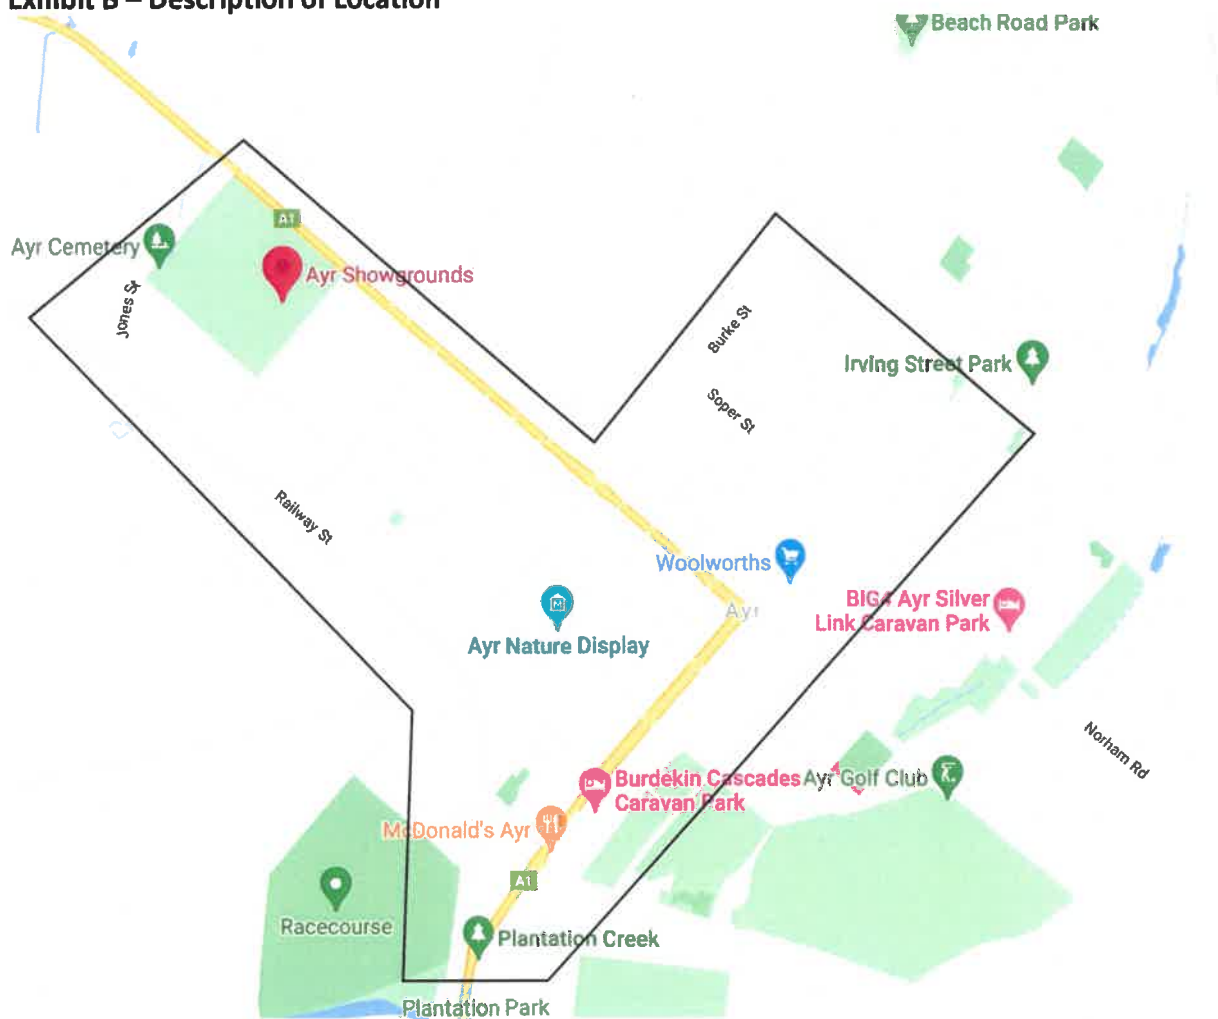 Exhibit B – Description of Location
Beach Road Park
A1
Ayr Cemetery
Ayr Showgrounds
Jones St
Burke St
Irving Street Park
Soper St
Railway St
Woolworths
Ayr
BIG4 Ayr Silver
Link Caravan Park
Ayr Nature Display
Norham Rd
Burdekin Cascades
Caravan Park
Ayr Golf Club
McDonald's Ayr
A1
Racecourse
Plantation Creek
Plantation Park